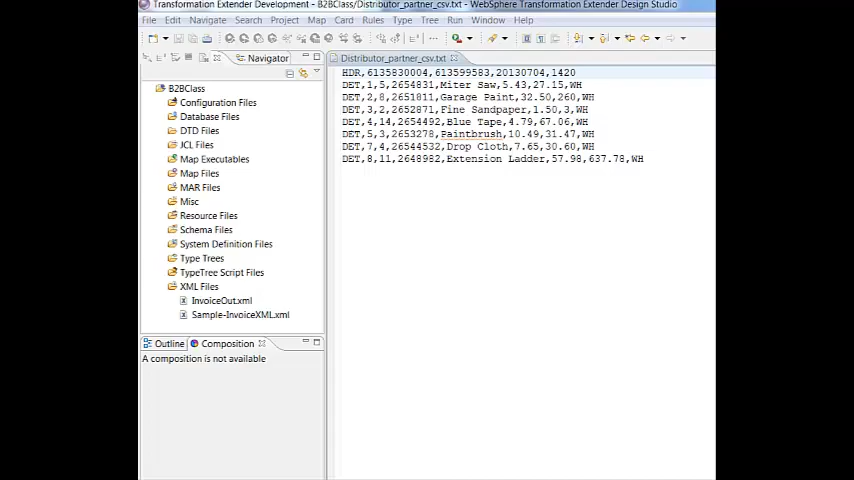 Transformation Extender Development - B2BClass/Distributor_partner_csv.txt - WebSphere Transformation Extender Design Studio
File Edit Navigate Search Project Map Card Rules Type Tree Run Window Help
Navigator
Distributor_partner_csv.txt
B2BClass
Configuration Files
Database Files
DTD Files
JCL Files
Map Executables
Map Files
MAR Files
Misc
Resource Files
Schema Files
System Definition Files
Type Trees
TypeTree Script Files
XML Files
InvoiceOut.xml
Sample-InvoiceXML.xml
HDR,6135830004,613599583,20130704,1420
DET,1,5,2654831,Miter Saw,5.43,27.15,WH
DET,2,8,2651811,Garage Paint,32.50,260,WH
DET,3,2,2652871,Fine Sandpaper,1.50,3,WH
DET,4,14,2654492,Blue Tape,4.79,67.06,WH
DET,5,3,2653278,Paintbrush,10.49,31.47,WH
DET,7,4,26544532,Drop Cloth,7.65,30.60,WH
DET,8,11,2648982,Extension Ladder,57.98,637.78,WH
Outline Composition
A composition is not available